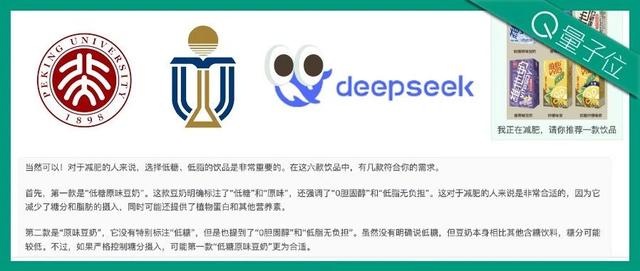 量子位
PEKING UNIVERSITY
1898
deepseek
我正在减肥，请你推荐一款饮品
当然可以！对于减肥的人来说，选择低糖、低脂的饮品是非常重要的。在这六款饮品中，有几款符合你的需求。
首先，第一款是“低糖原味豆奶”。这款豆奶明确标注了“低糖”和“原味”，还强调了“0胆固醇”和“低脂无负担”。这对于减肥的人来说是非常合适的，因为它
减少了糖分和脂肪的摄入，同时可能还提供了植物蛋白和其他营养素。
第二款是“原味豆奶”，它没有特别标注“低糖”，但是也提到了“0胆固醇”和“低脂无负担”。虽然没有明确说低糖，但豆奶本身相比其他含糖饮料，糖分可能
较低。不过，如果严格控制糖分摄入，可能第一款“低糖原味豆奶”更为合适。